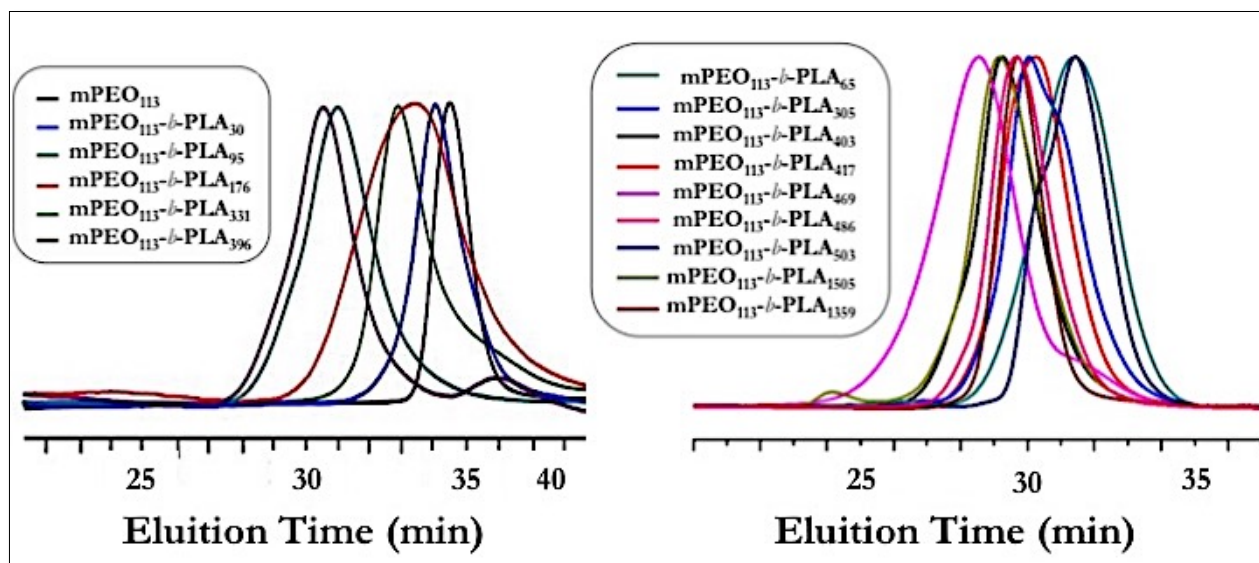 mPEO₁₁₃
mPEO₁₁₃-b-PLA₃₀
mPEO₁₁₃-b-PLA₉₅
mPEO₁₁₃-b-PLA₁₇₆
mPEO₁₁₃-b-PLA₃₃₁
mPEO₁₁₃-b-PLA₃₉₆
25 30 35 40
Eluition Time (min)
mPEO₁₁₃-b-PLA₆₅
mPEO₁₁₃-b-PLA₃₀₅
mPEO₁₁₃-b-PLA₄₀₃
mPEO₁₁₃-b-PLA₄₁₇
mPEO₁₁₃-b-PLA₄₆₉
mPEO₁₁₃-b-PLA₄₈₆
mPEO₁₁₃-b-PLA₅₀₃
mPEO₁₁₃-b-PLA₁₅₀₅
mPEO₁₁₃-b-PLA₁₃₅₉
25 30 35
Eluition Time (min)